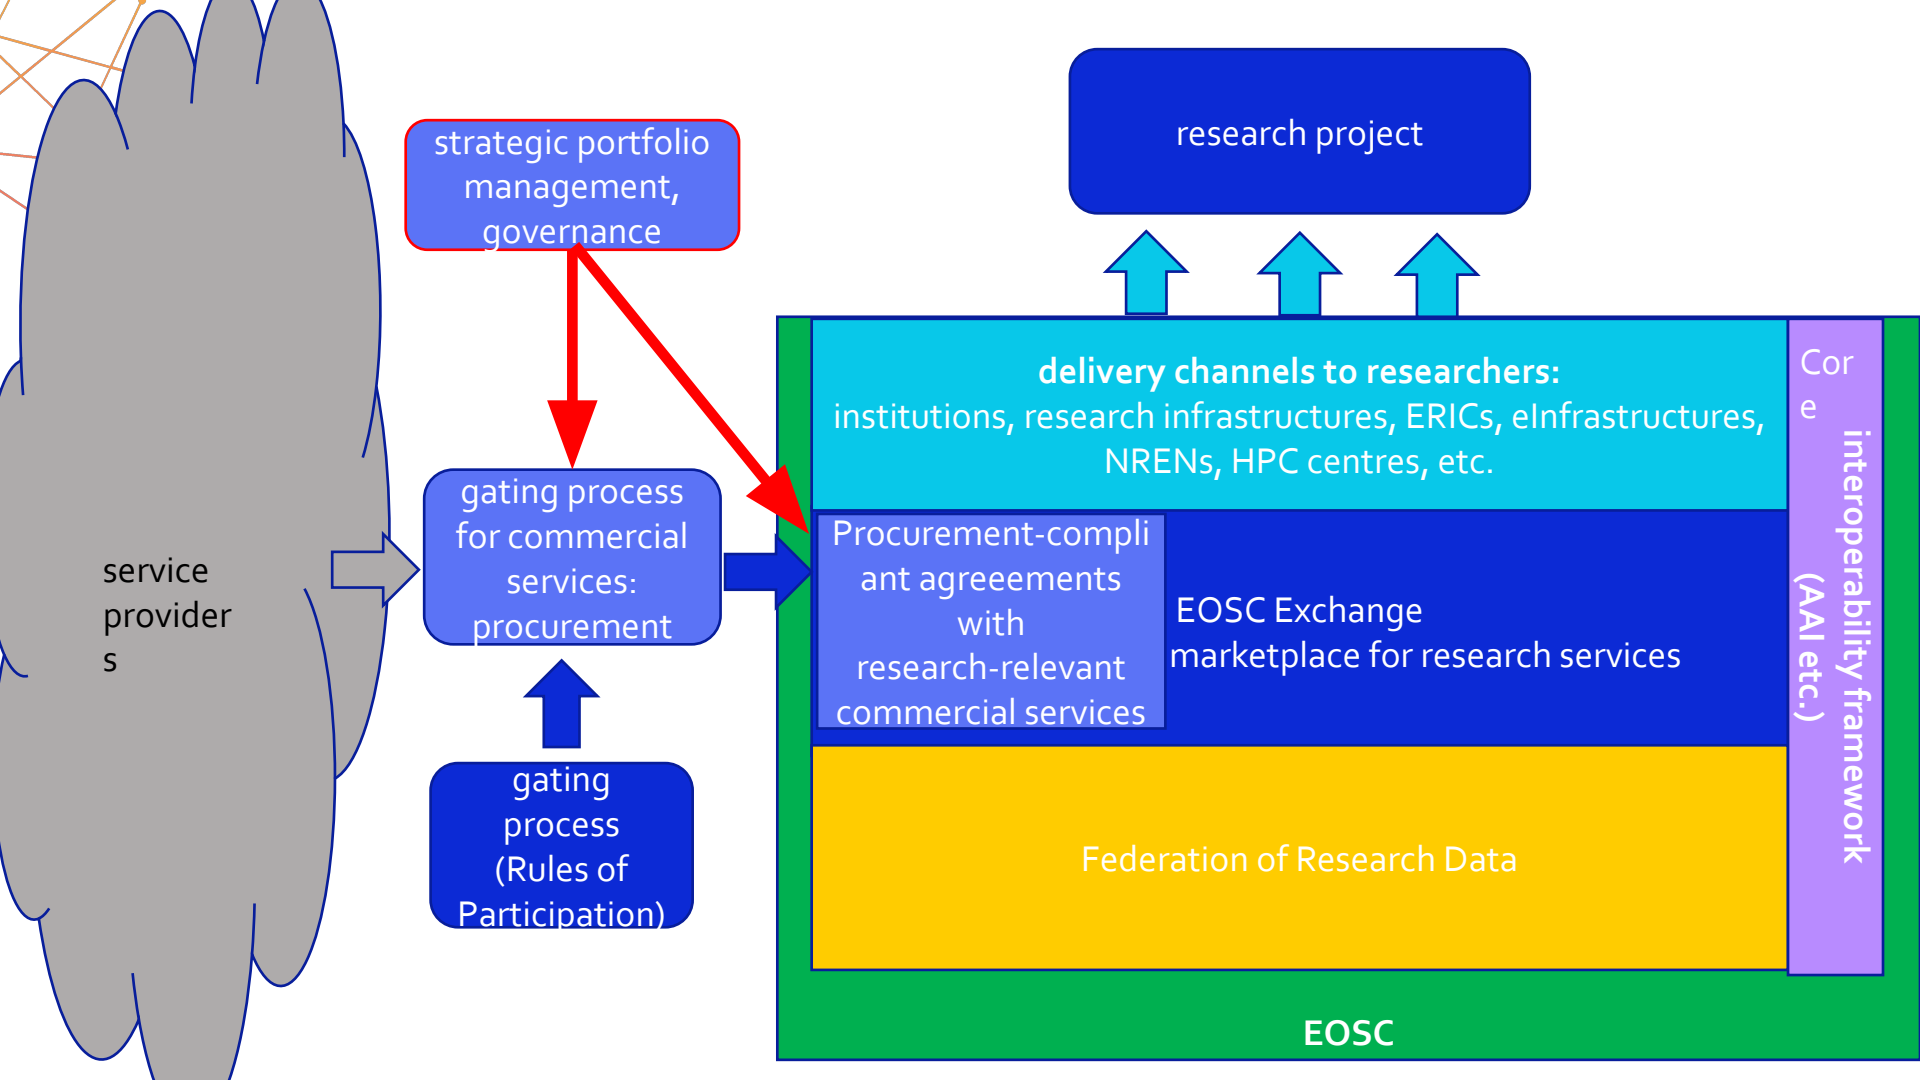 research project
strategic portfolio
management,
governance
delivery channels to researchers:
institutions, research infrastructures, ERICs, eInfrastructures,
NRENs, HPC centres, etc.
Cor
e
interoperability framework
(AAI etc.)
service
provider
s
gating process
for commercial
services:
procurement
Procurement-compli
ant agreeements
with
research-relevant
commercial services
EOSC Exchange
marketplace for research services
gating
process
(Rules of
Participation)
Federation of Research Data
EOSC